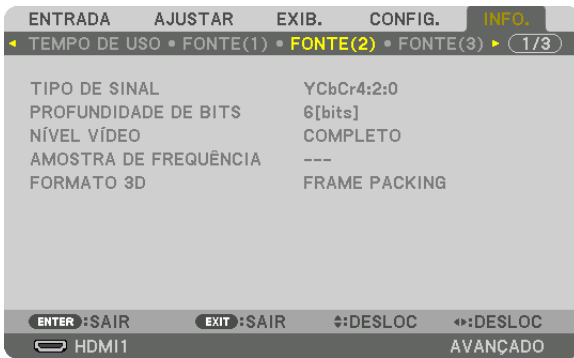 ENTRADA AJUSTAR EXIB. CONFIG. INFO.
TEMPO DE USO • FONTE(1) • FONTE(2) • FONTE(3) 1/3
TIPO DE SINAL YCbCr4:2:0
PROFUNDIDADE DE BITS 6[bits]
NÍVEL VÍDEO COMPLETO
AMOSTRA DE FREQUÊNCIA ---
FORMATO 3D FRAME PACKING
ENTER :SAIR EXIT :SAIR :DESLOC :DESLOC
HDMI1 AVANÇADO